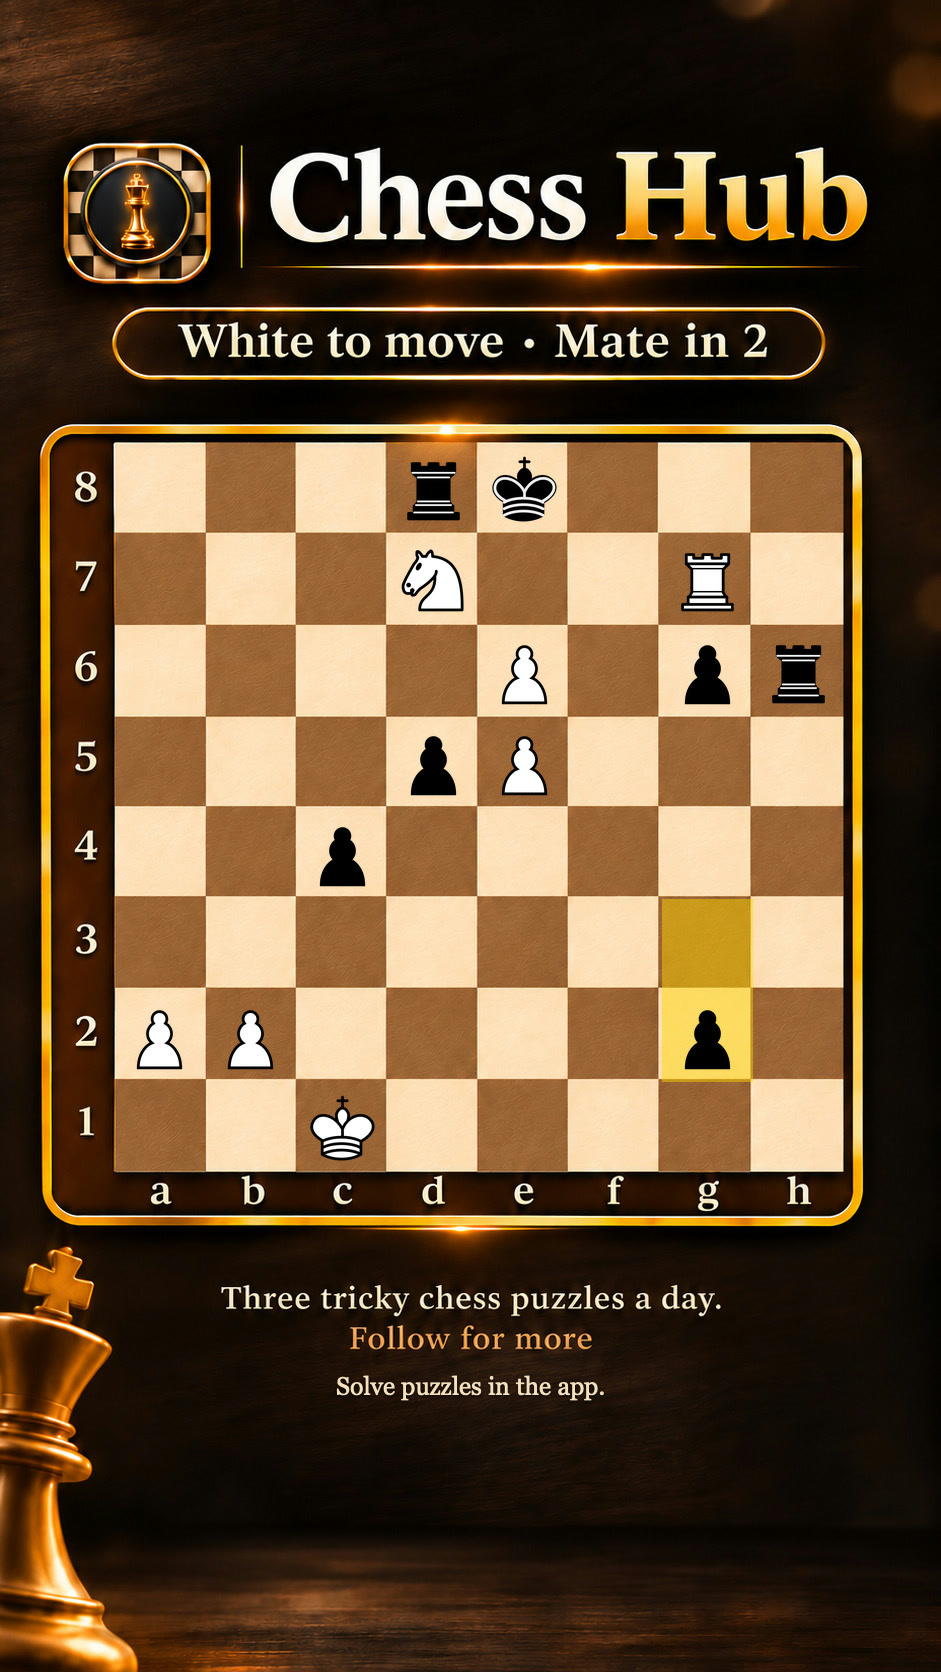 Chess Hub
White to move • Mate in 2
8
7
6
5
4
3
2
1
a b c d e f g h
Three tricky chess puzzles a day.
Follow for more
Solve puzzles in the app.